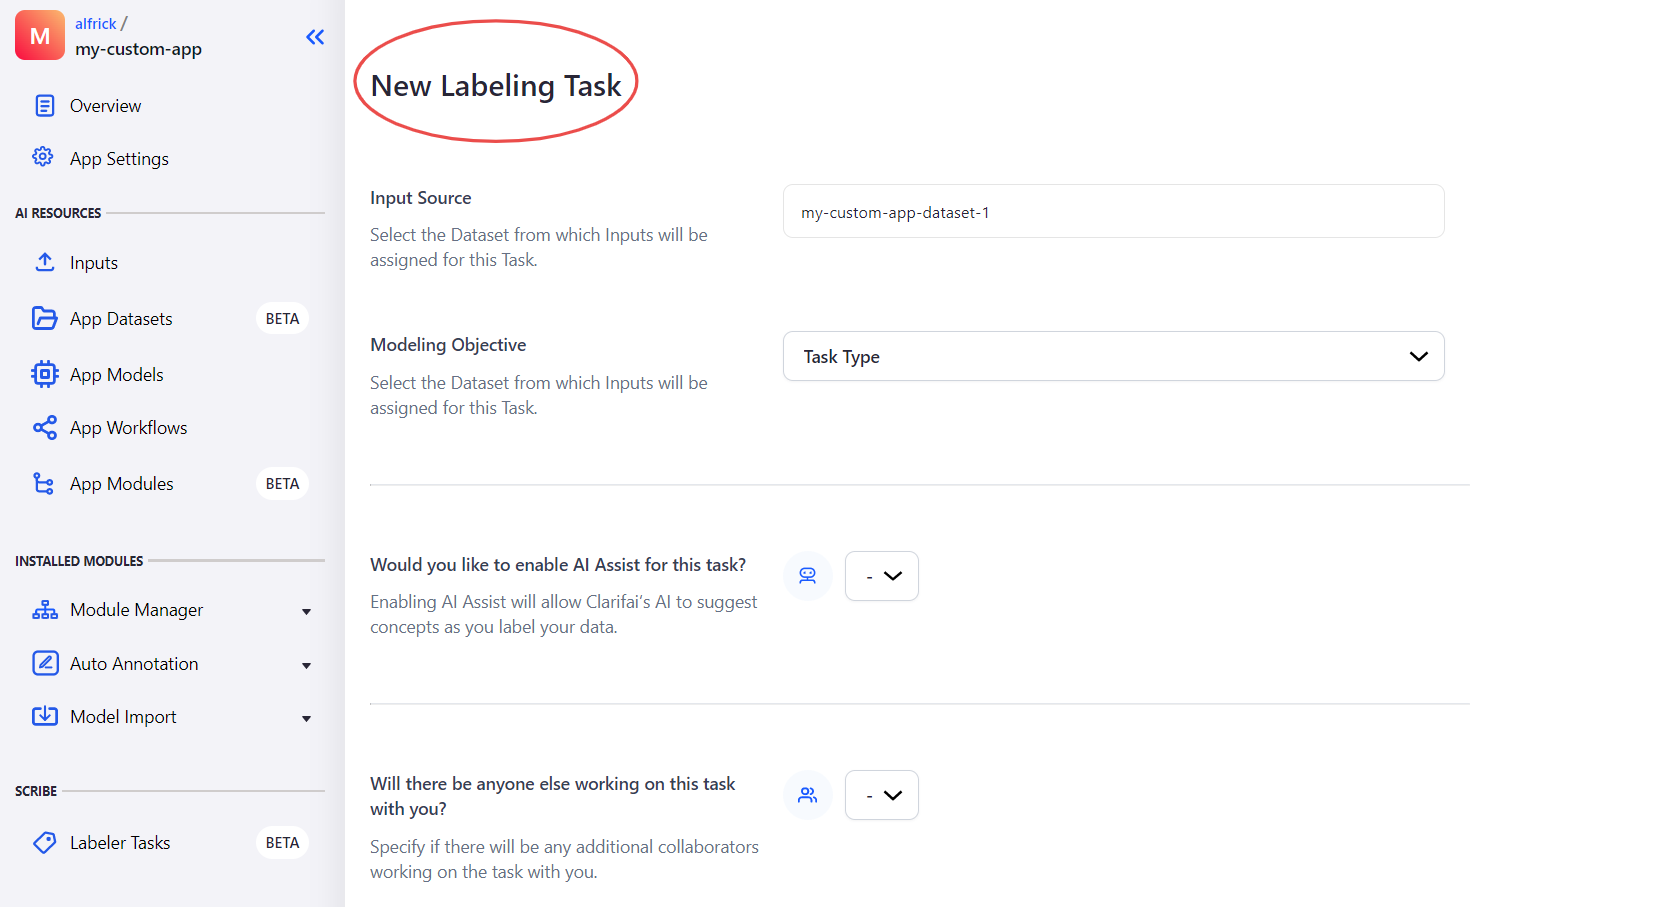 M
alfrick /
my-custom-app
Overview
App Settings
AI RESOURCES
Inputs
App Datasets BETA
App Models
App Workflows
App Modules BETA
INSTALLED MODULES
Module Manager
Auto Annotation
Model Import
SCRIBE
Labeler Tasks BETA
New Labeling Task
Input Source
Select the Dataset from which Inputs will be
assigned for this Task.
my-custom-app-dataset-1
Modeling Objective
Select the Dataset from which Inputs will be
assigned for this Task.
Task Type
Would you like to enable AI Assist for this task?
Enabling AI Assist will allow Clarifai's AI to suggest
concepts as you label your data.
-
Will there be anyone else working on this task
with you?
Specify if there will be any additional collaborators
working on the task with you.
-